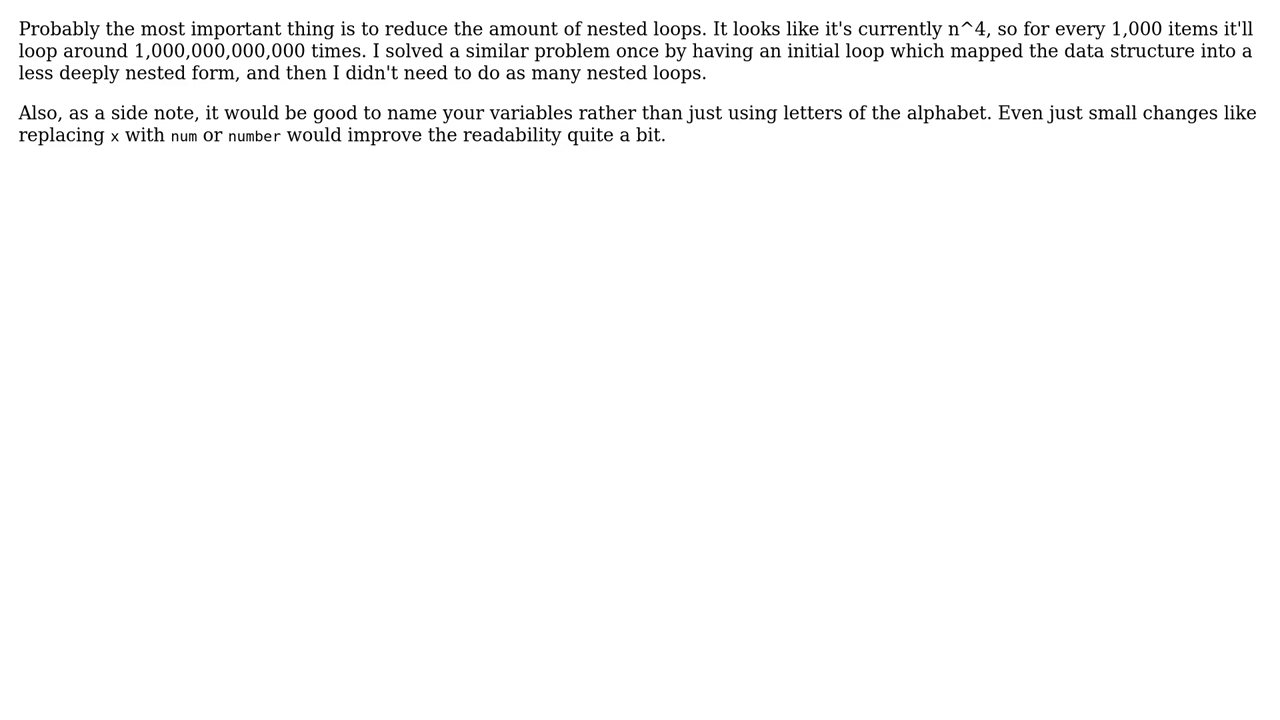 Probably the most important thing is to reduce the amount of nested loops. It looks like it's currently n^4, so for every 1,000 items it'll
loop around 1,000,000,000,000 times. I solved a similar problem once by having an initial loop which mapped the data structure into a
less deeply nested form, and then I didn't need to do as many nested loops.
Also, as a side note, it would be good to name your variables rather than just using letters of the alphabet. Even just small changes like
replacing x with num or number would improve the readability quite a bit.